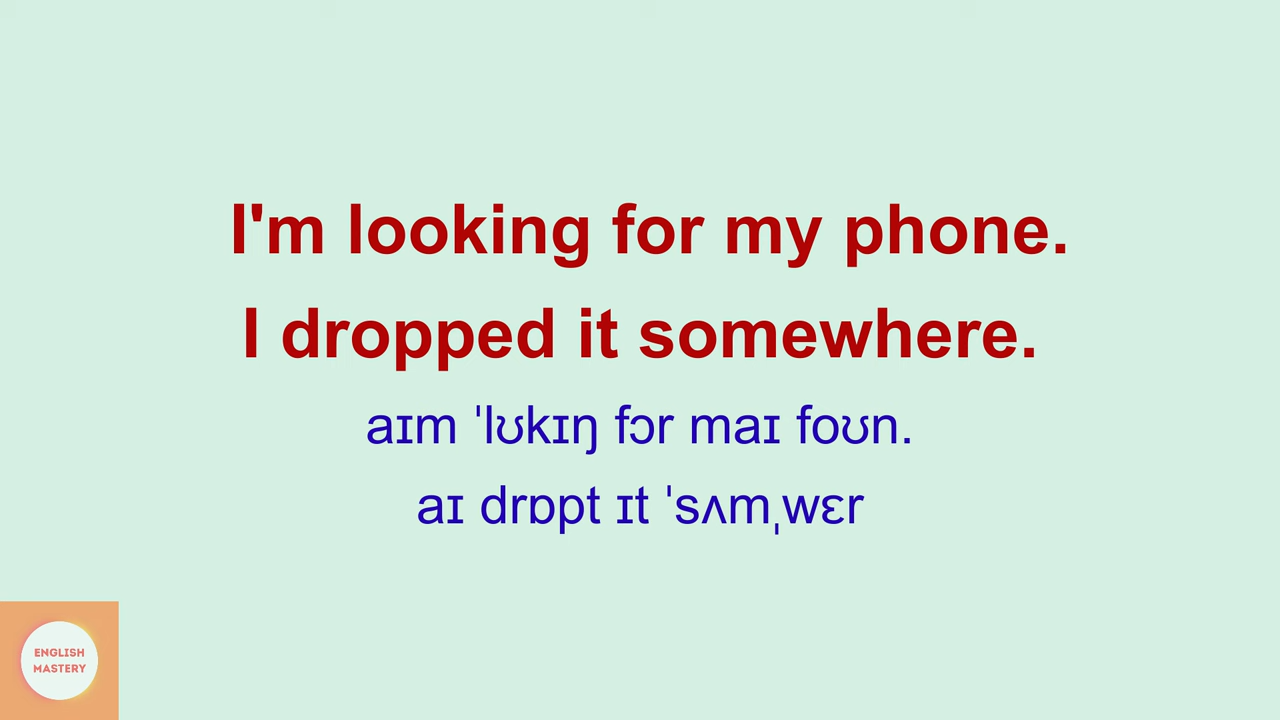 I'm looking for my phone.
I dropped it somewhere.
aɪm ˈlʊkɪŋ fɔr maɪ foʊn.
aɪ drɒpt ɪt ˈsʌmˌwɛr
ENGLISH
MASTERY